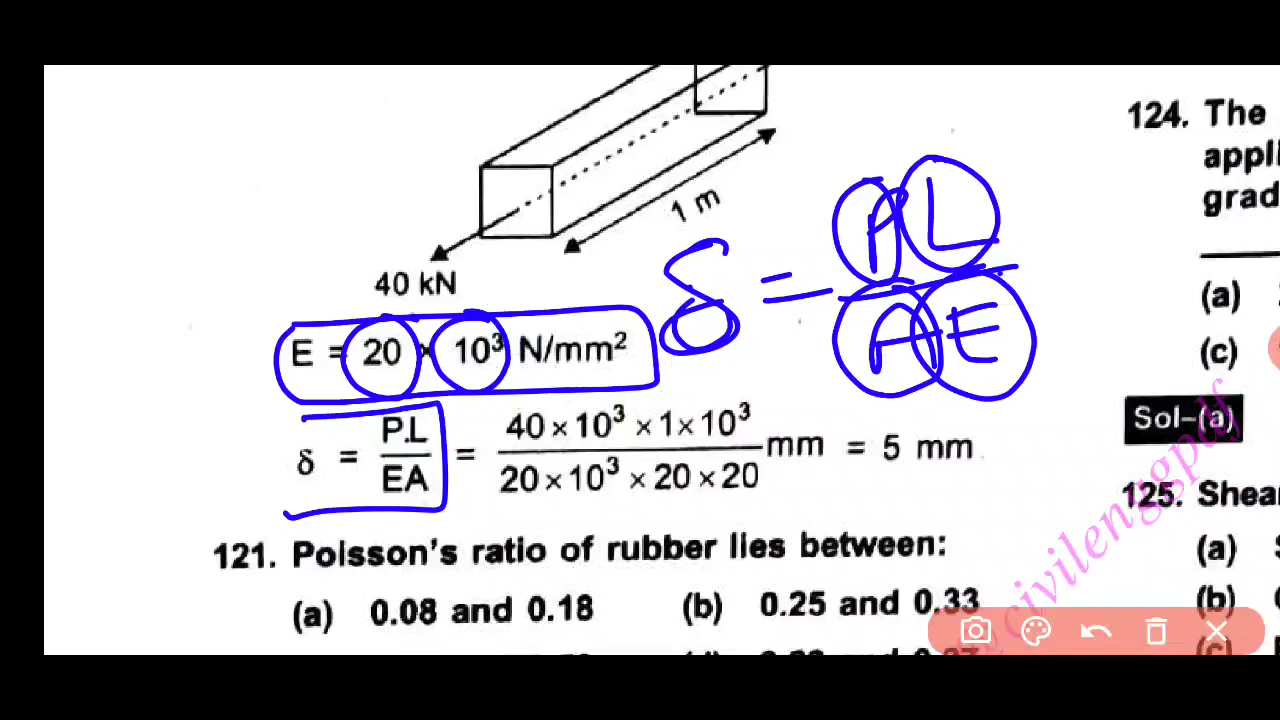 1 m
40 kN
δ = PL / AE
E = 20 × 10³ N/mm²
δ = P.L / EA = 40 × 10³ × 1 × 10³ / 20 × 10³ × 20 × 20 mm = 5 mm
121. Poisson's ratio of rubber lies between:
(a) 0.08 and 0.18 (b) 0.25 and 0.33
124. The
appli
grad
(a)
(c)
Sol–(a)
125. Shear
(a)
(b)
(c)
civilenggpdf